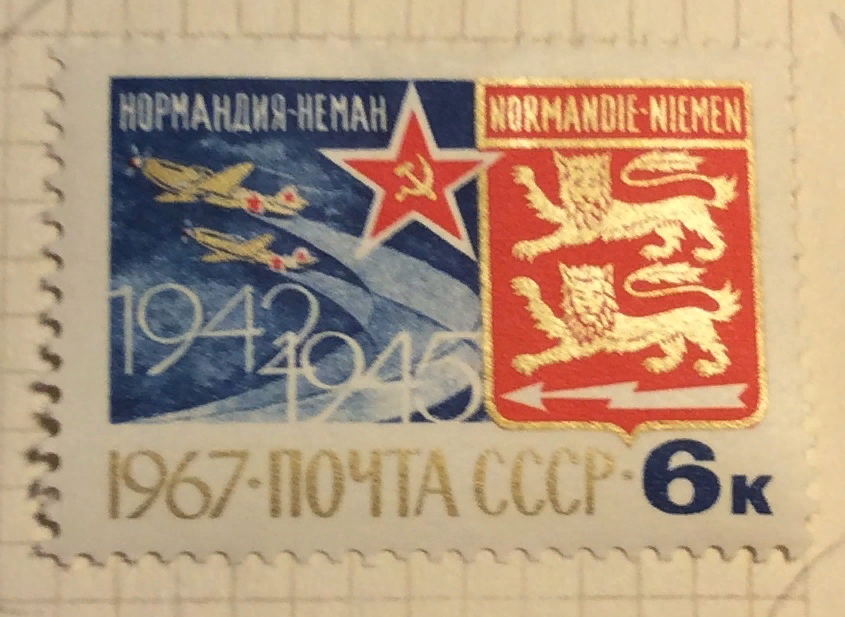 НОРМАНДИЯ-НЕМАН
NORMANDIE-NIEMEN
1942
1945
1967·ПОЧТА СССР·6к